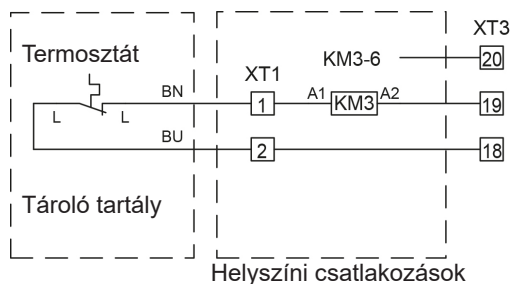 XT3
Termosztát
KM3-6
20
XT1
BN
A1
A2
1
KM3
19
L
L
BU
2
18
Tároló tartály
Helyszíni csatlakozások